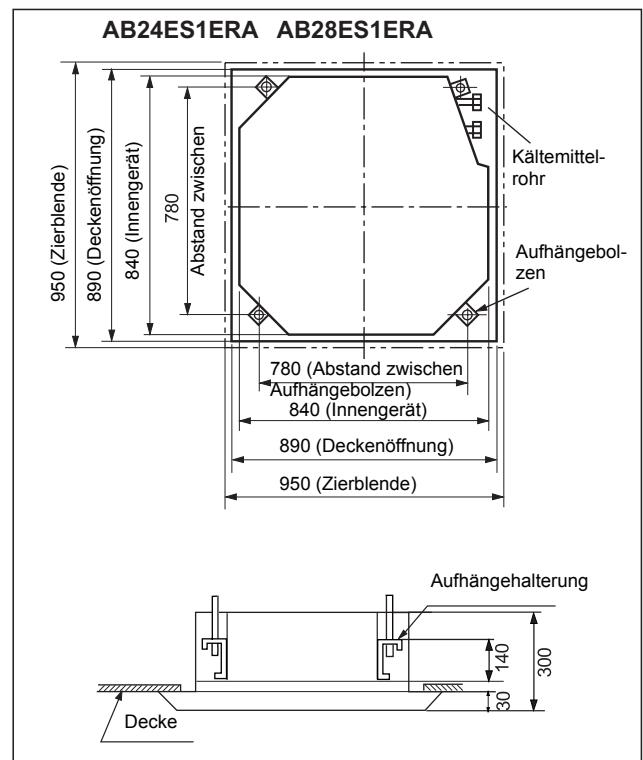 AB24ES1ERA AB28ES1ERA
950 (Zierblende)
890 (Deckenöffnung)
840 (Innengerät)
780
Abstand zwischen
Kältemittel-
rohr
Aufhängebol-
zen
780 (Abstand zwischen
Aufhängebolzen)
840 (Innengerät)
890 (Deckenöffnung)
950 (Zierblende)
Aufhängehalterung
140
300
30
Decke